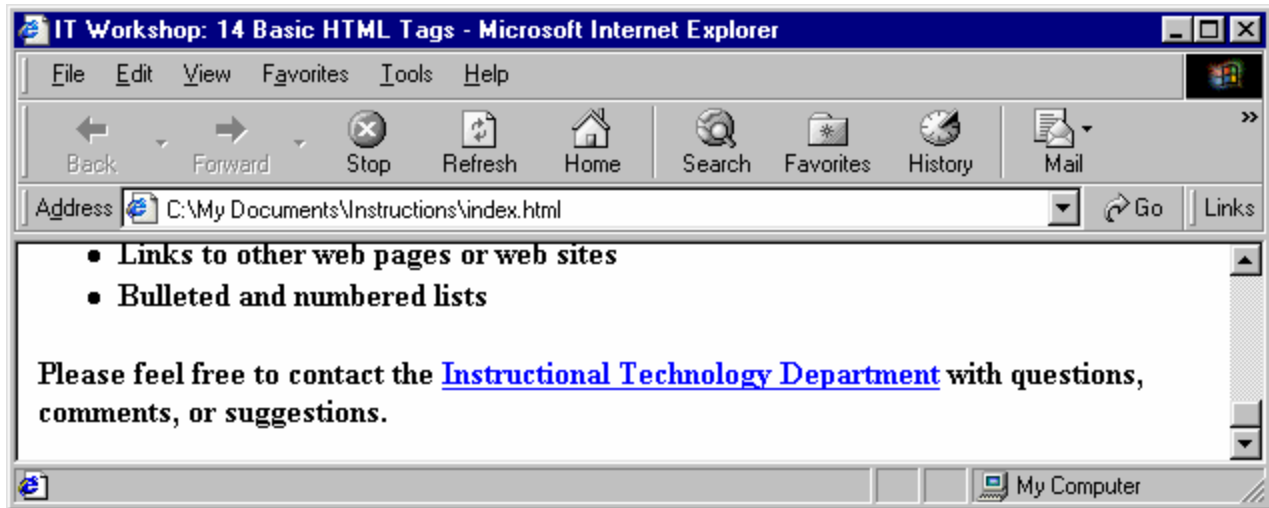 IT Workshop: 14 Basic HTML Tags - Microsoft Internet Explorer
File Edit View Favorites Tools Help
Back Forward Stop Refresh Home Search Favorites History Mail »
Address C:\My Documents\Instructions\index.html Go Links
• Links to other web pages or web sites
• Bulleted and numbered lists
Please feel free to contact the Instructional Technology Department with questions,
comments, or suggestions.
My Computer